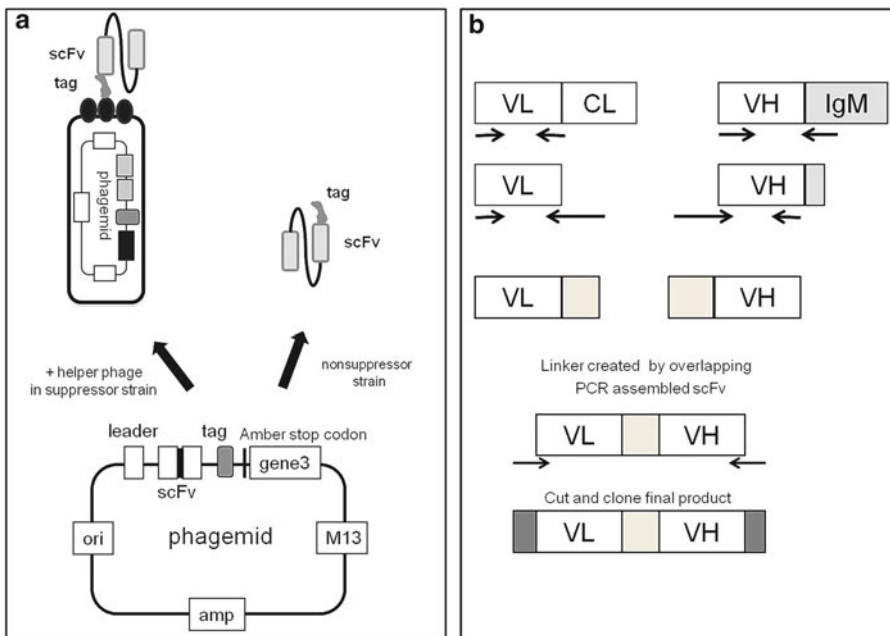 a
scFv
tag
phagemid
tag
scFv
+ helper phage
in suppressor strain
nonsuppressor
strain
leader
tag
Amber stop codon
gene3
scFv
ori
phagemid
M13
amp
b
VL CL
VH IgM
VL
VH
VL
VH
Linker created by overlapping
PCR assembled scFv
VL VH
Cut and clone final product
VL VH